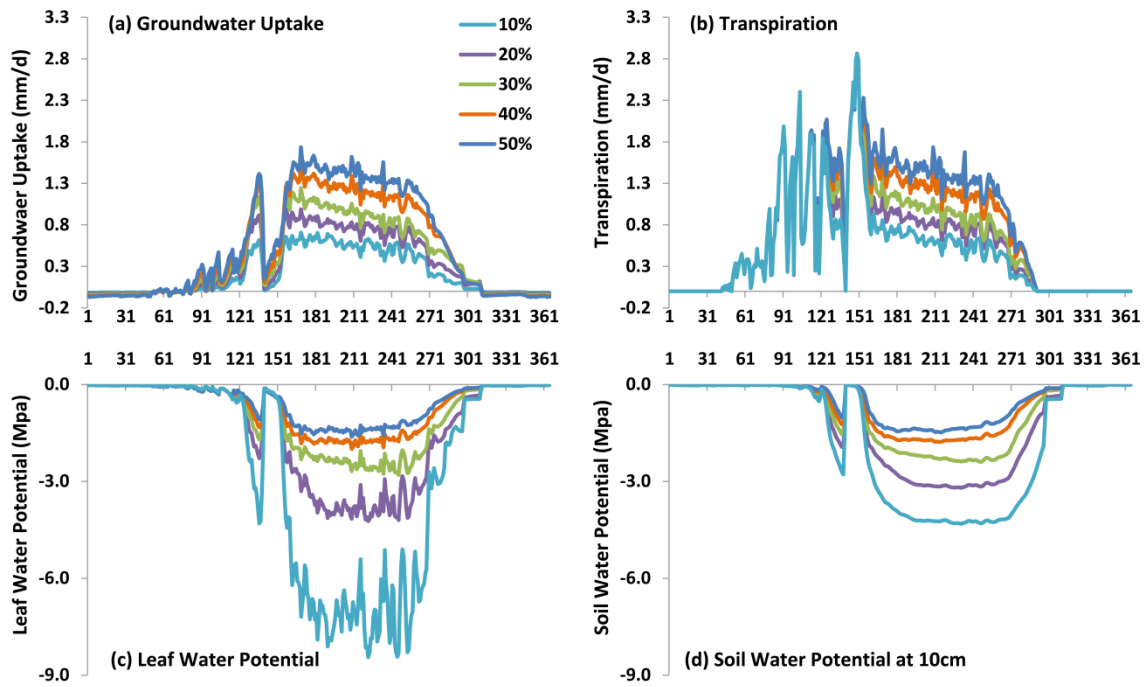 (a) Groundwater Uptake
10%
20%
30%
40%
50%
Groundwaer Uptake (mm/d)
3.3
2.8
2.3
1.8
1.3
0.8
0.3
-0.2
1 31 61 91 121 151 181 211 241 271 301 331 361
(b) Transpiration
Transpiration (mm/d)
3.3
2.8
2.3
1.8
1.3
0.8
0.3
-0.2
1 31 61 91 121 151 181 211 241 271 301 331 361
1 31 61 91 121 151 181 211 241 271 301 331 361
Leaf Water Potential (Mpa)
0.0
-3.0
-6.0
-9.0
(c) Leaf Water Potential
1 31 61 91 121 151 181 211 241 271 301 331 361
Soil Water Potential (Mpa)
0.0
-3.0
-6.0
-9.0
(d) Soil Water Potential at 10cm